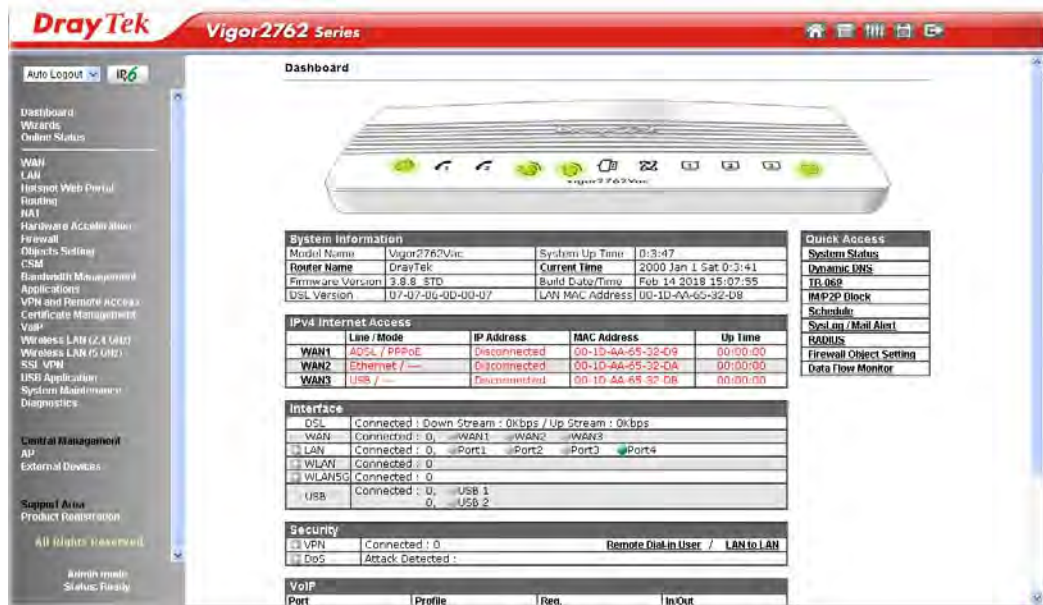 DrayTek
Vigor2762 Series
Auto Logout
IPv6
Dashboard
Wizards
Online Status
WAN
LAN
Hotspot Web Portal
Routing
NAT
Hardware Acceleration
Firewall
Objects Setting
CSM
Bandwidth Management
Applications
VPN and Remote Access
Certificate Management
VoIP
Wireless LAN (2.4 GHz)
Wireless LAN (5 GHz)
SSL VPN
USB Application
System Maintenance
Diagnostics
Central Management
AP
External Devices
Support Area
Product Registration
All Rights Reserved.
Admin mode
Status: Ready
Dashboard
Vigor2762Vac
System Information
Model Name Vigor2762Vac System Up Time 0:3:47
Router Name DrayTek Current Time 2000 Jan 1 Sat 0:3:41
Firmware Version 3.8.8_STD Build Date/Time Feb 14 2018 15:07:55
DSL Version 07-07-06-0D-00-07 LAN MAC Address 00-1D-AA-65-32-D8
IPv4 Internet Access
Line / Mode IP Address MAC Address Up Time
WAN1 ADSL / PPPoE Disconnected 00-1D-AA-65-32-D9 00:00:00
WAN2 Ethernet / --- Disconnected 00-1D-AA-65-32-DA 00:00:00
WAN3 USB / --- Disconnected 00-1D-AA-65-32-DB 00:00:00
Interface
DSL Connected : Down Stream : 0Kbps / Up Stream : 0Kbps
WAN Connected : 0, WAN1 WAN2 WAN3
LAN Connected : 0, Port1 Port2 Port3 Port4
WLAN Connected : 0
WLAN5G Connected : 0
USB Connected : 0, USB 1
0, USB 2
Security
VPN Connected : 0 Remote Dial-in User / LAN to LAN
DoS Attack Detected :
VoIP
Port Profile Reg. In/Out
Quick Access
System Status
Dynamic DNS
TR-069
IM/P2P Block
Schedule
SysLog / Mail Alert
RADIUS
Firewall Object Setting
Data Flow Monitor